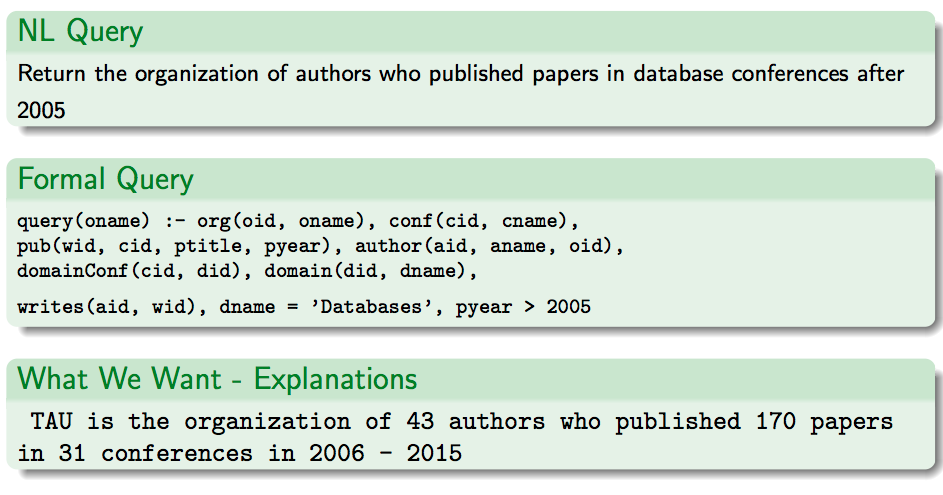 NL Query
Return the organization of authors who published papers in database conferences after
2005
Formal Query
query(oname) :- org(oid, oname), conf(cid, cname),
pub(wid, cid, ptitle, pyear), author(aid, aname, oid),
domainConf(cid, did), domain(did, dname),
writes(aid, wid), dname = ’Databases’, pyear > 2005
What We Want - Explanations
TAU is the organization of 43 authors who published 170 papers
in 31 conferences in 2006 - 2015